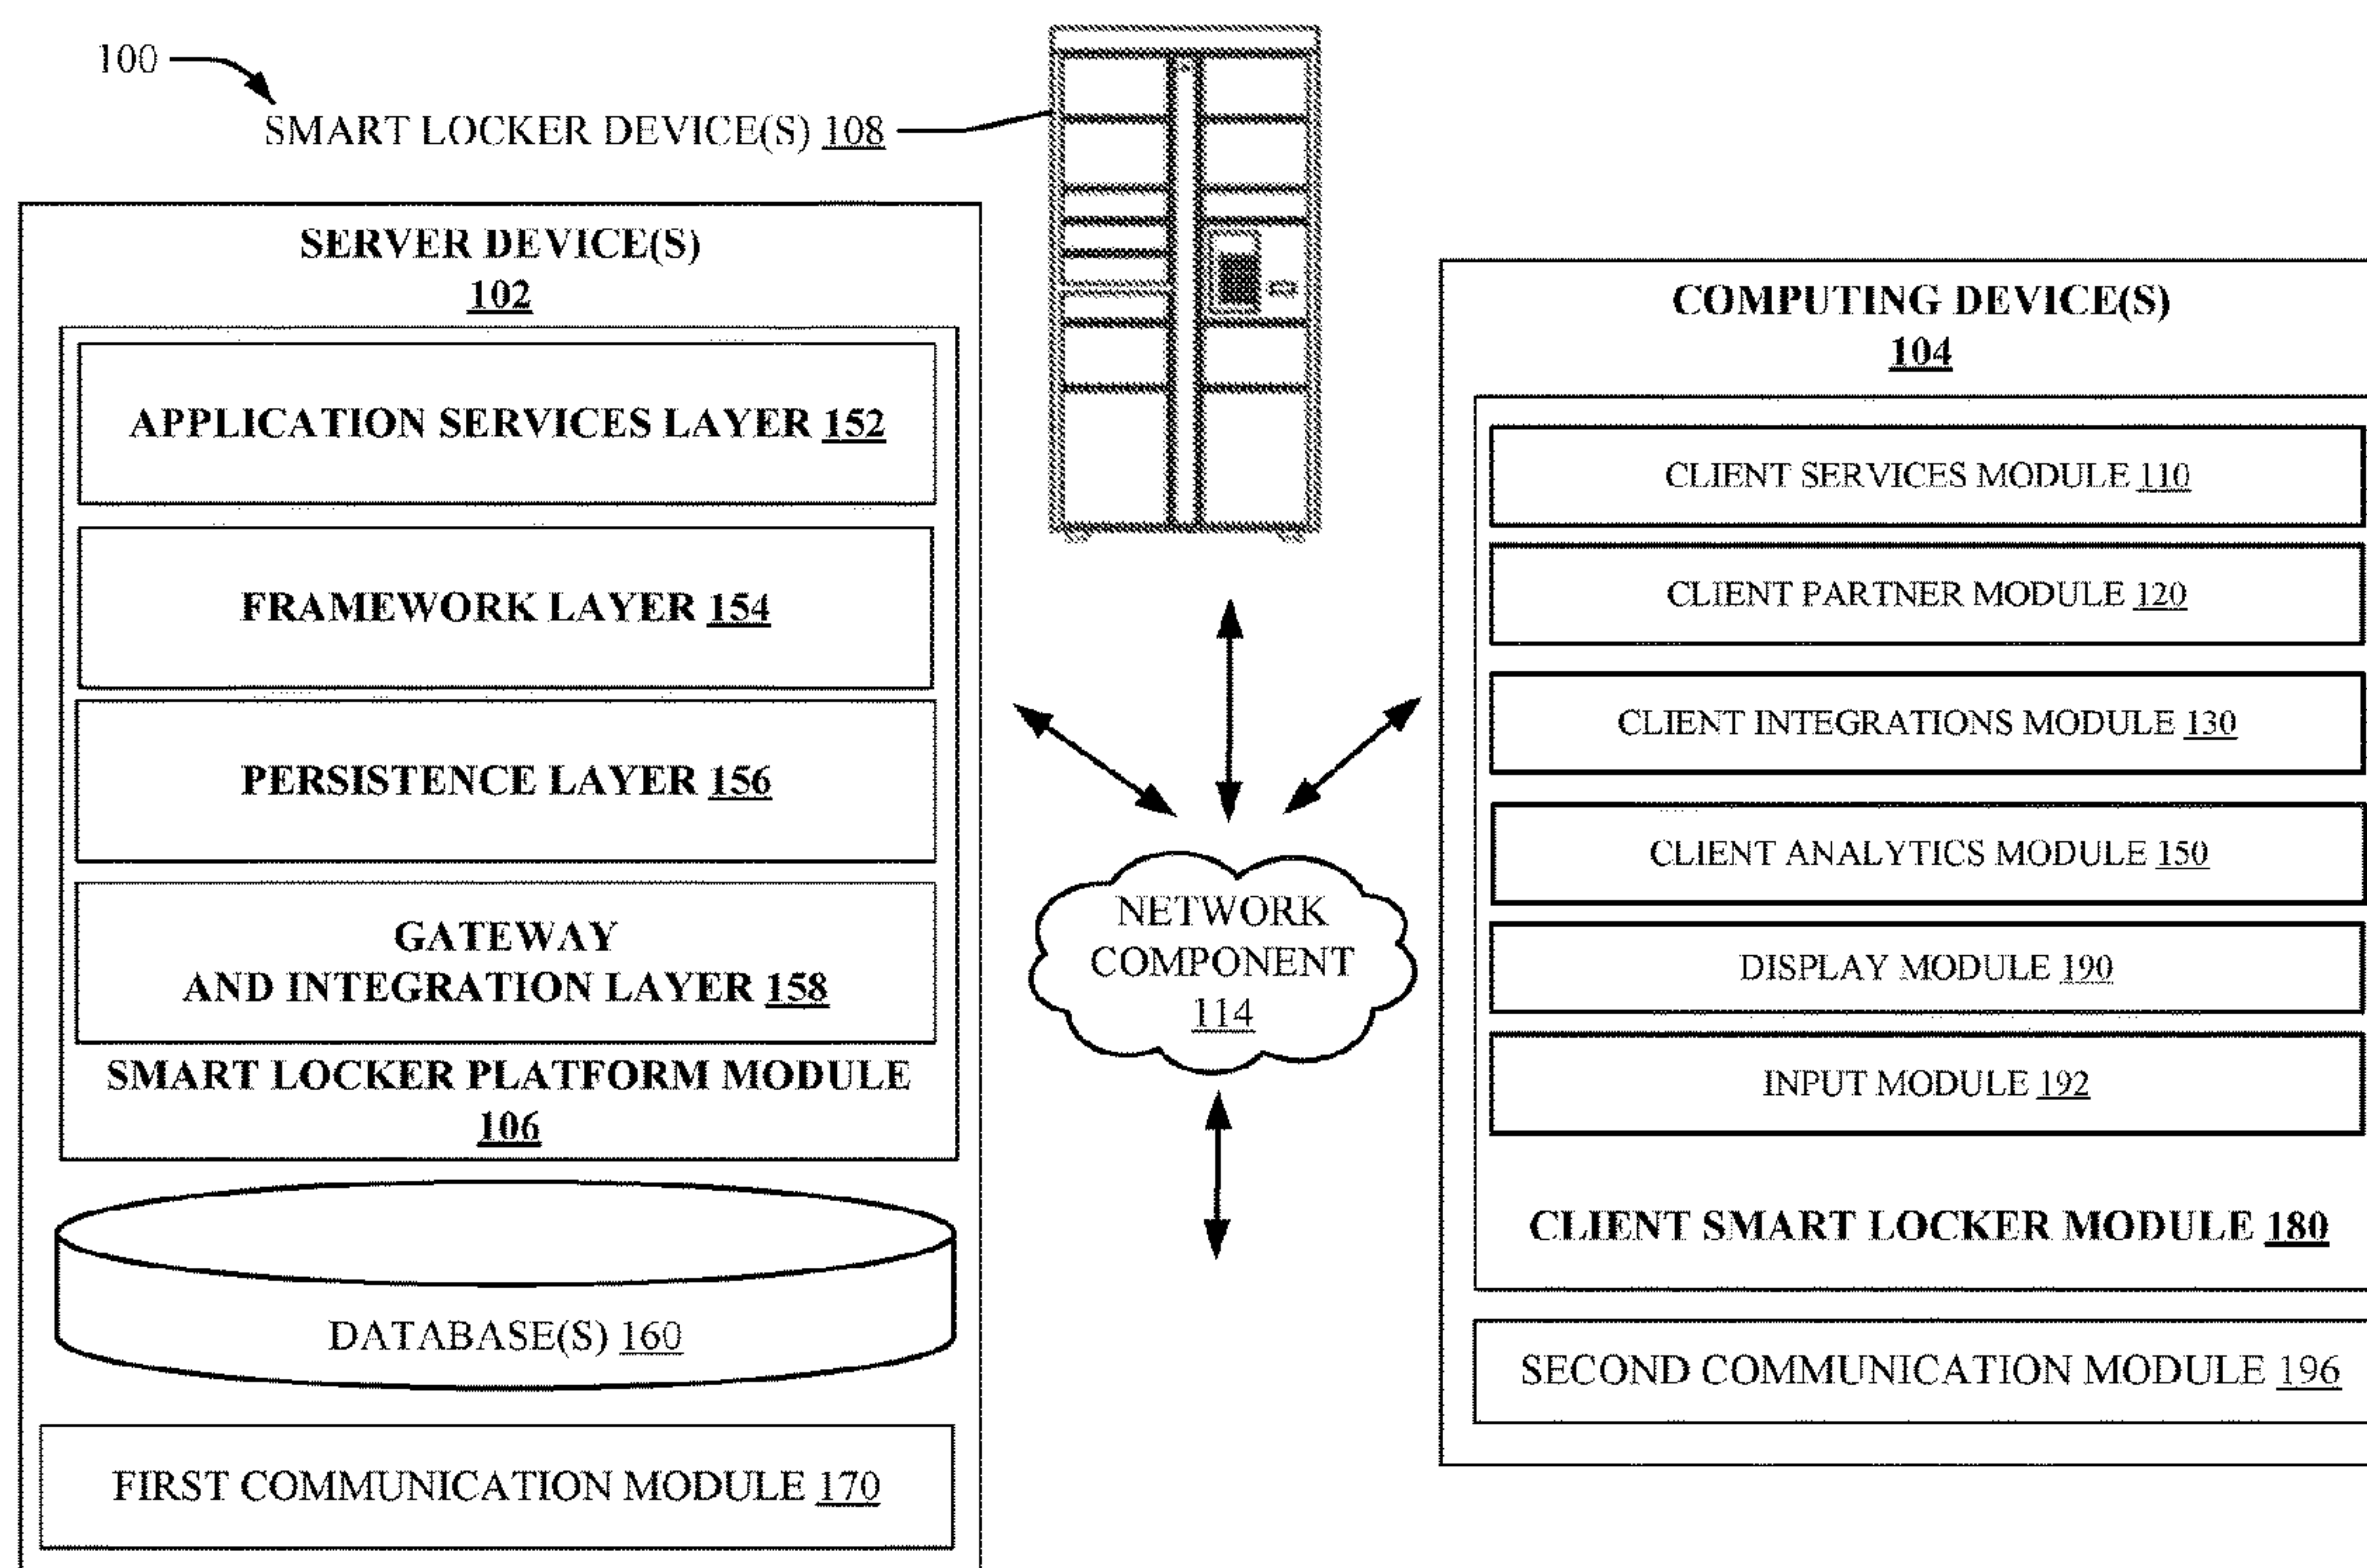 100
SMART LOCKER DEVICE(S) 108
SERVER DEVICE(S)
102
APPLICATION SERVICES LAYER 152
FRAMEWORK LAYER 154
PERSISTENCE LAYER 156
GATEWAY
AND INTEGRATION LAYER 158
SMART LOCKER PLATFORM MODULE
106
DATABASE(S) 160
FIRST COMMUNICATION MODULE 170
NETWORK
COMPONENT
114
COMPUTING DEVICE(S)
104
CLIENT SERVICES MODULE 110
CLIENT PARTNER MODULE 120
CLIENT INTEGRATIONS MODULE 130
CLIENT ANALYTICS MODULE 150
DISPLAY MODULE 190
INPUT MODULE 192
CLIENT SMART LOCKER MODULE 180
SECOND COMMUNICATION MODULE 196